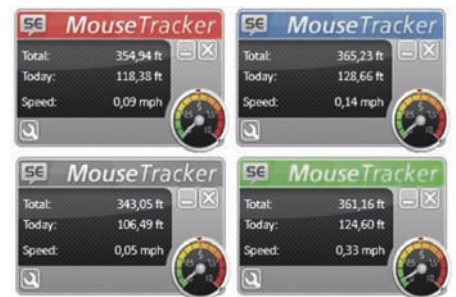 SE MouseTracker
Total: 354,94 ft
Today: 118,38 ft
Speed: 0,09 mph
SE MouseTracker
Total: 365,23 ft
Today: 128,66 ft
Speed: 0,14 mph
SE MouseTracker
Total: 343,05 ft
Today: 106,49 ft
Speed: 0,05 mph
SE MouseTracker
Total: 361,16 ft
Today: 124,60 ft
Speed: 0,33 mph